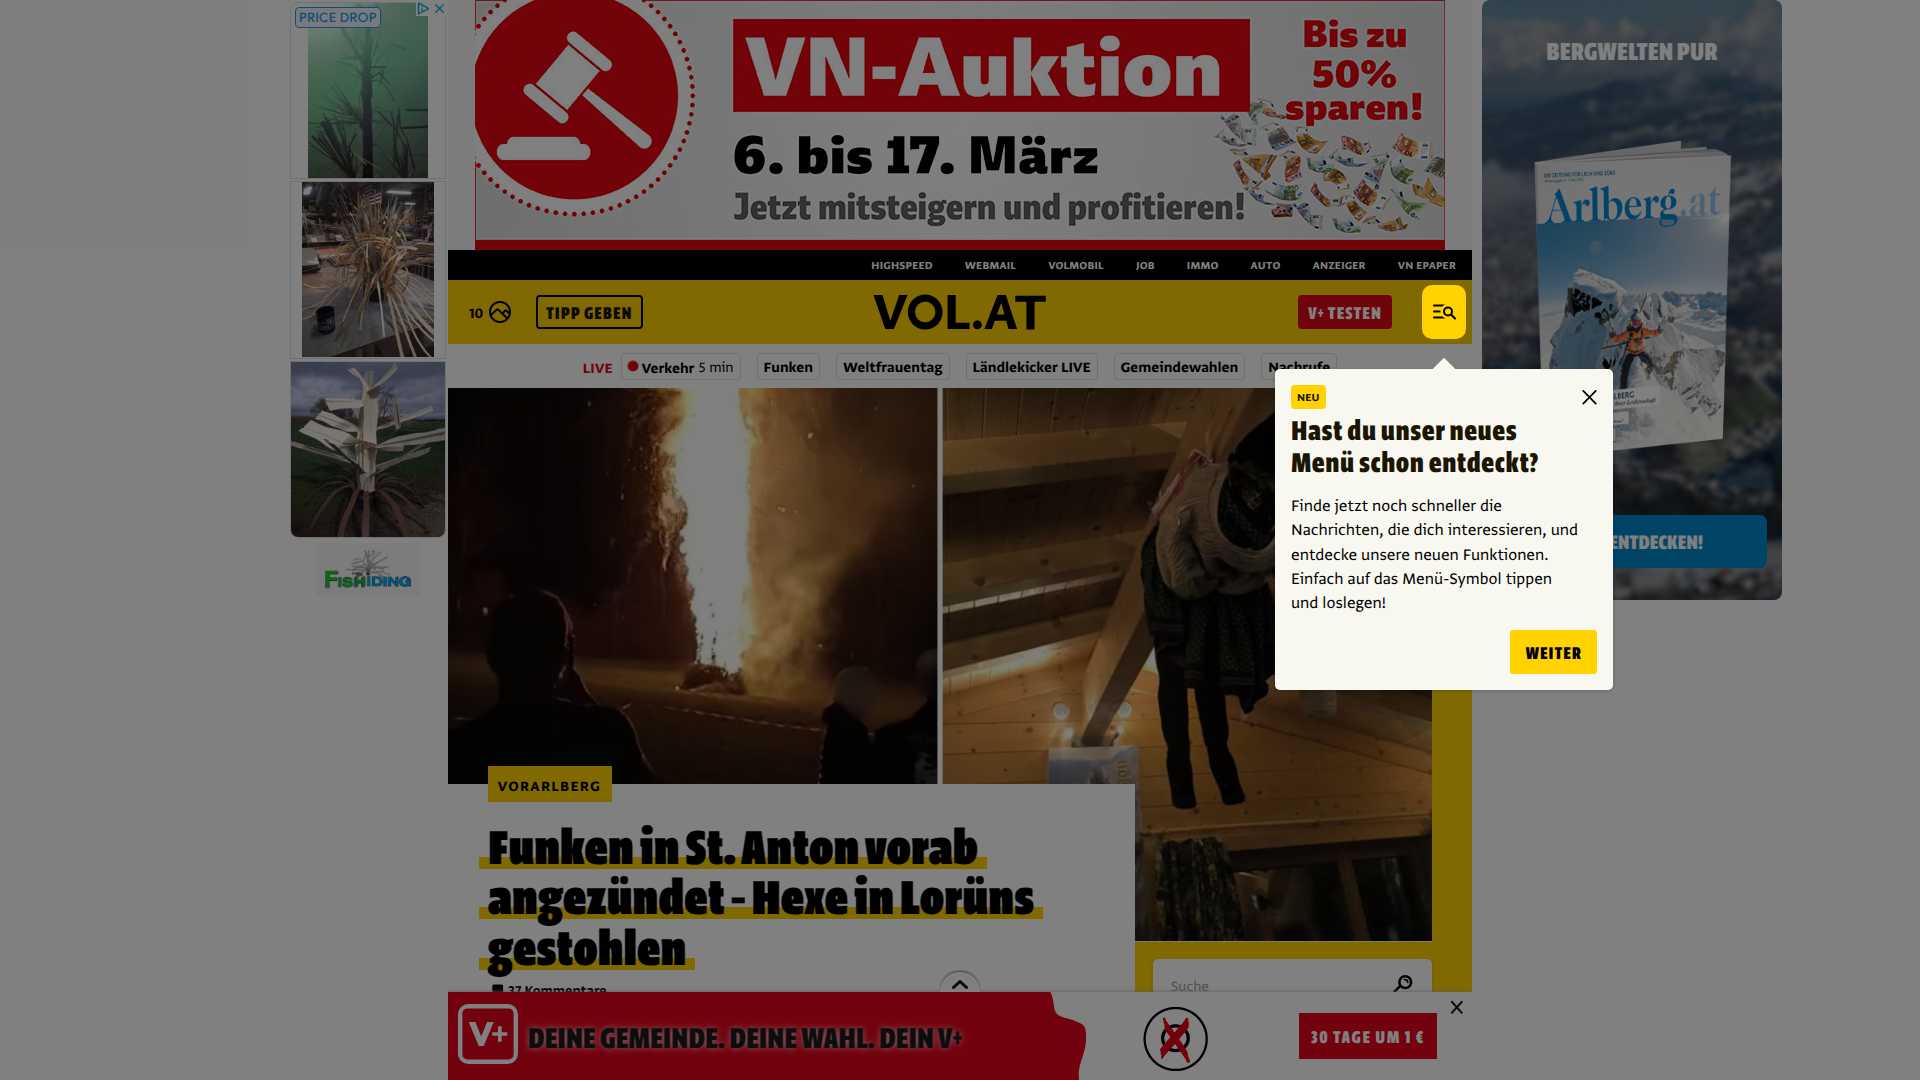 PRICE DROP
VN-Auktion
Bis zu
50%
sparen!
6. bis 17. März
Jetzt mitsteigern und profitieren!
BERGWELTEN PUR
Arlberg.at
HIGHSPEED WEBMAIL VOLMOBIL JOB IMMO AUTO ANZEIGER VN EPAPER
10 TIPP GEBEN VOL.AT V+ TESTEN
LIVE Verkehr 5 min Funken Weltfrauentag Ländlekicker LIVE Gemeindewahlen Nachrufe
NEU
Hast du unser neues
Menü schon entdeckt?
Finde jetzt noch schneller die
Nachrichten, die dich interessieren, und
entdecke unsere neuen Funktionen.
Einfach auf das Menü-Symbol tippen
und loslegen!
WEITER
ENTDECKEN!
FISHIDING
VORARLBERG
Funken in St. Anton vorab
angezündet - Hexe in Lorüns
gestohlen
37 Kommentare
Suche
V+ DEINE GEMEINDE. DEINE WAHL. DEIN V+
30 TAGE UM 1 €